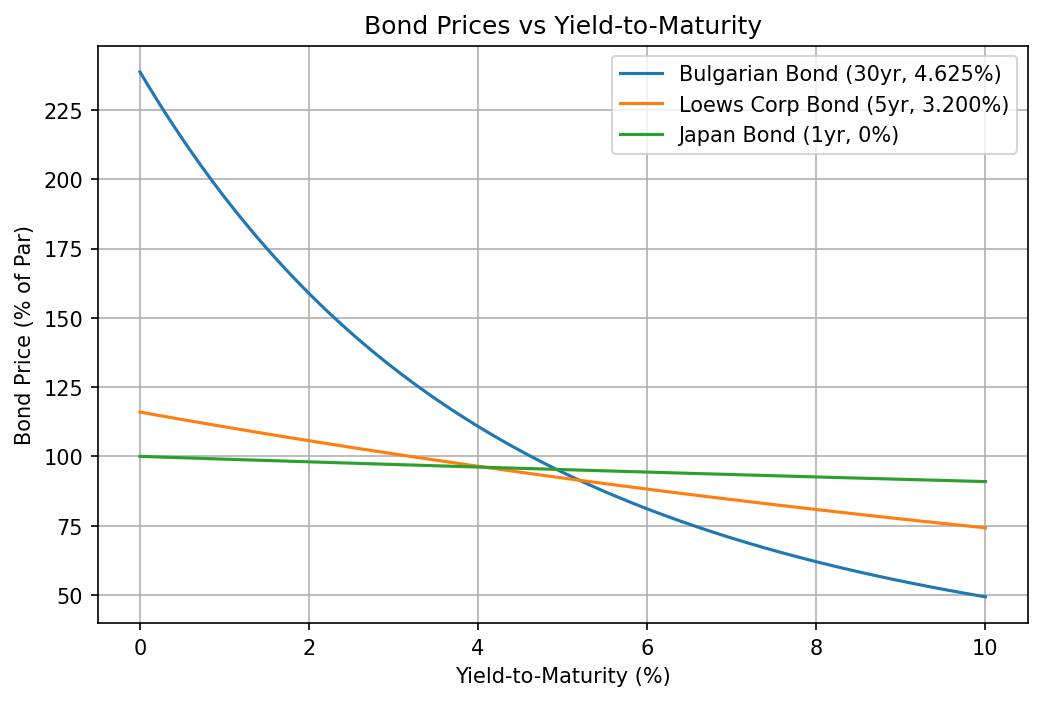 Bond Prices vs Yield-to-Maturity
Bulgarian Bond (30yr, 4.625%)
Loews Corp Bond (5yr, 3.200%)
Japan Bond (1yr, 0%)
Bond Price (% of Par)
225
200
175
150
125
100
75
50
0 2 4 6 8 10
Yield-to-Maturity (%)